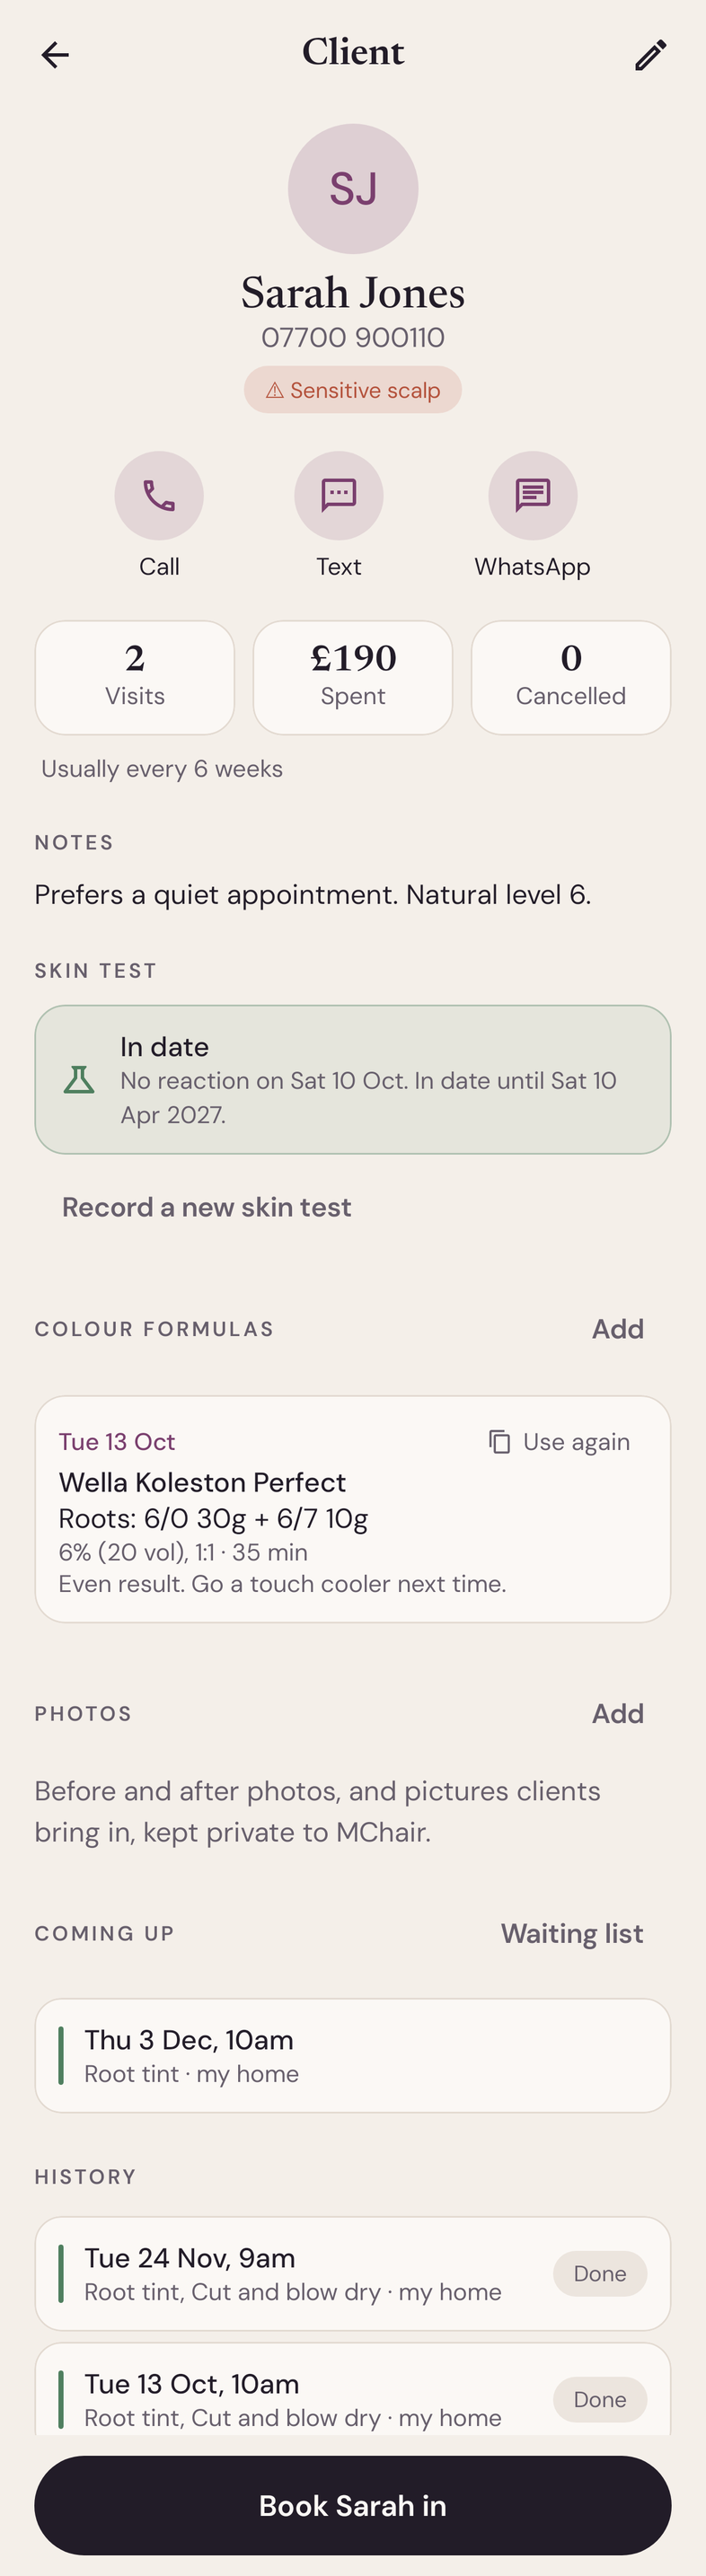 Client
SJ
Sarah Jones
07700 900110
⚠ Sensitive scalp
Call
Text
WhatsApp
2
Visits
£190
Spent
0
Cancelled
Usually every 6 weeks
NOTES
Prefers a quiet appointment. Natural level 6.
SKIN TEST
In date
No reaction on Sat 10 Oct. In date until Sat 10
Apr 2027.
Record a new skin test
COLOUR FORMULAS
Add
Tue 13 Oct
Use again
Wella Koleston Perfect
Roots: 6/0 30g + 6/7 10g
6% (20 vol), 1:1 · 35 min
Even result. Go a touch cooler next time.
PHOTOS
Add
Before and after photos, and pictures clients
bring in, kept private to MChair.
COMING UP
Waiting list
Thu 3 Dec, 10am
Root tint · my home
HISTORY
Tue 24 Nov, 9am
Root tint, Cut and blow dry · my home
Done
Tue 13 Oct, 10am
Root tint, Cut and blow dry · my home
Done
Book Sarah in